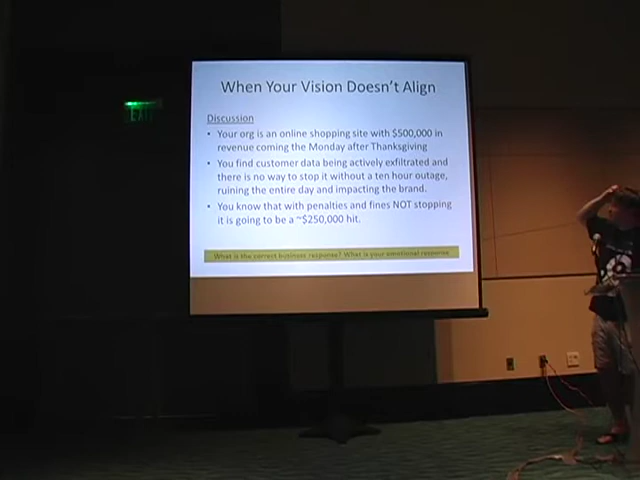 EXIT
When Your Vision Doesn't Align
Discussion
• Your org is an online shopping site with $500,000 in
revenue coming the Monday after Thanksgiving
• You find customer data being actively exfiltrated and
there is no way to stop it without a ten hour outage,
ruining the entire day and impacting the brand.
• You know that with penalties and fines NOT stopping
it is going to be a ~$250,000 hit.
What is the correct business response? What is your emotional response